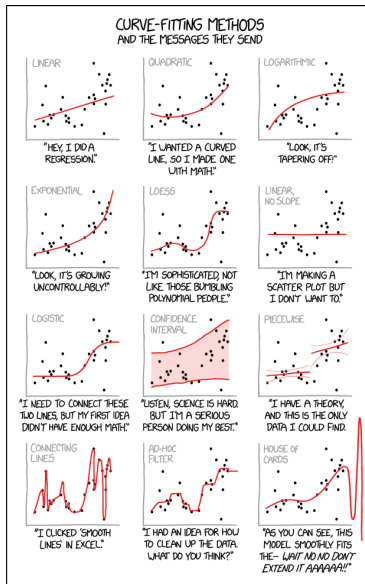 CURVE-FITTING METHODS
AND THE MESSAGES THEY SEND
LINEAR
"HEY, I DID A
REGRESSION."
QUADRATIC
"I WANTED A CURVED
LINE, SO I MADE ONE
WITH MATH."
LOGARITHMIC
"LOOK, IT'S
TAPERING OFF!"
EXPONENTIAL
"LOOK, IT'S GROWING
UNCONTROLLABLY!"
LOESS
"I'M SOPHISTICATED, NOT
LIKE THOSE BUMBLING
POLYNOMIAL PEOPLE."
LINEAR,
NO SLOPE
"I'M MAKING A
SCATTER PLOT BUT
I DON'T WANT TO."
LOGISTIC
"I NEED TO CONNECT THESE
TWO LINES, BUT MY FIRST IDEA
DIDN'T HAVE ENOUGH MATH."
CONFIDENCE
INTERVAL
"LISTEN, SCIENCE IS HARD.
BUT I'M A SERIOUS
PERSON DOING MY BEST."
PIECEWISE
"I HAVE A THEORY,
AND THIS IS THE ONLY
DATA I COULD FIND.
CONNECTING
LINES
"I CLICKED 'SMOOTH
LINES' IN EXCEL."
AD-HOC
FILTER
"I HAD AN IDEA FOR HOW
TO CLEAN UP THE DATA.
WHAT DO YOU THINK?"
HOUSE OF
CARDS
"AS YOU CAN SEE, THIS
MODEL SMOOTHLY FITS
THE- WAIT NO NO DON'T
EXTEND IT AAAAAA!!"